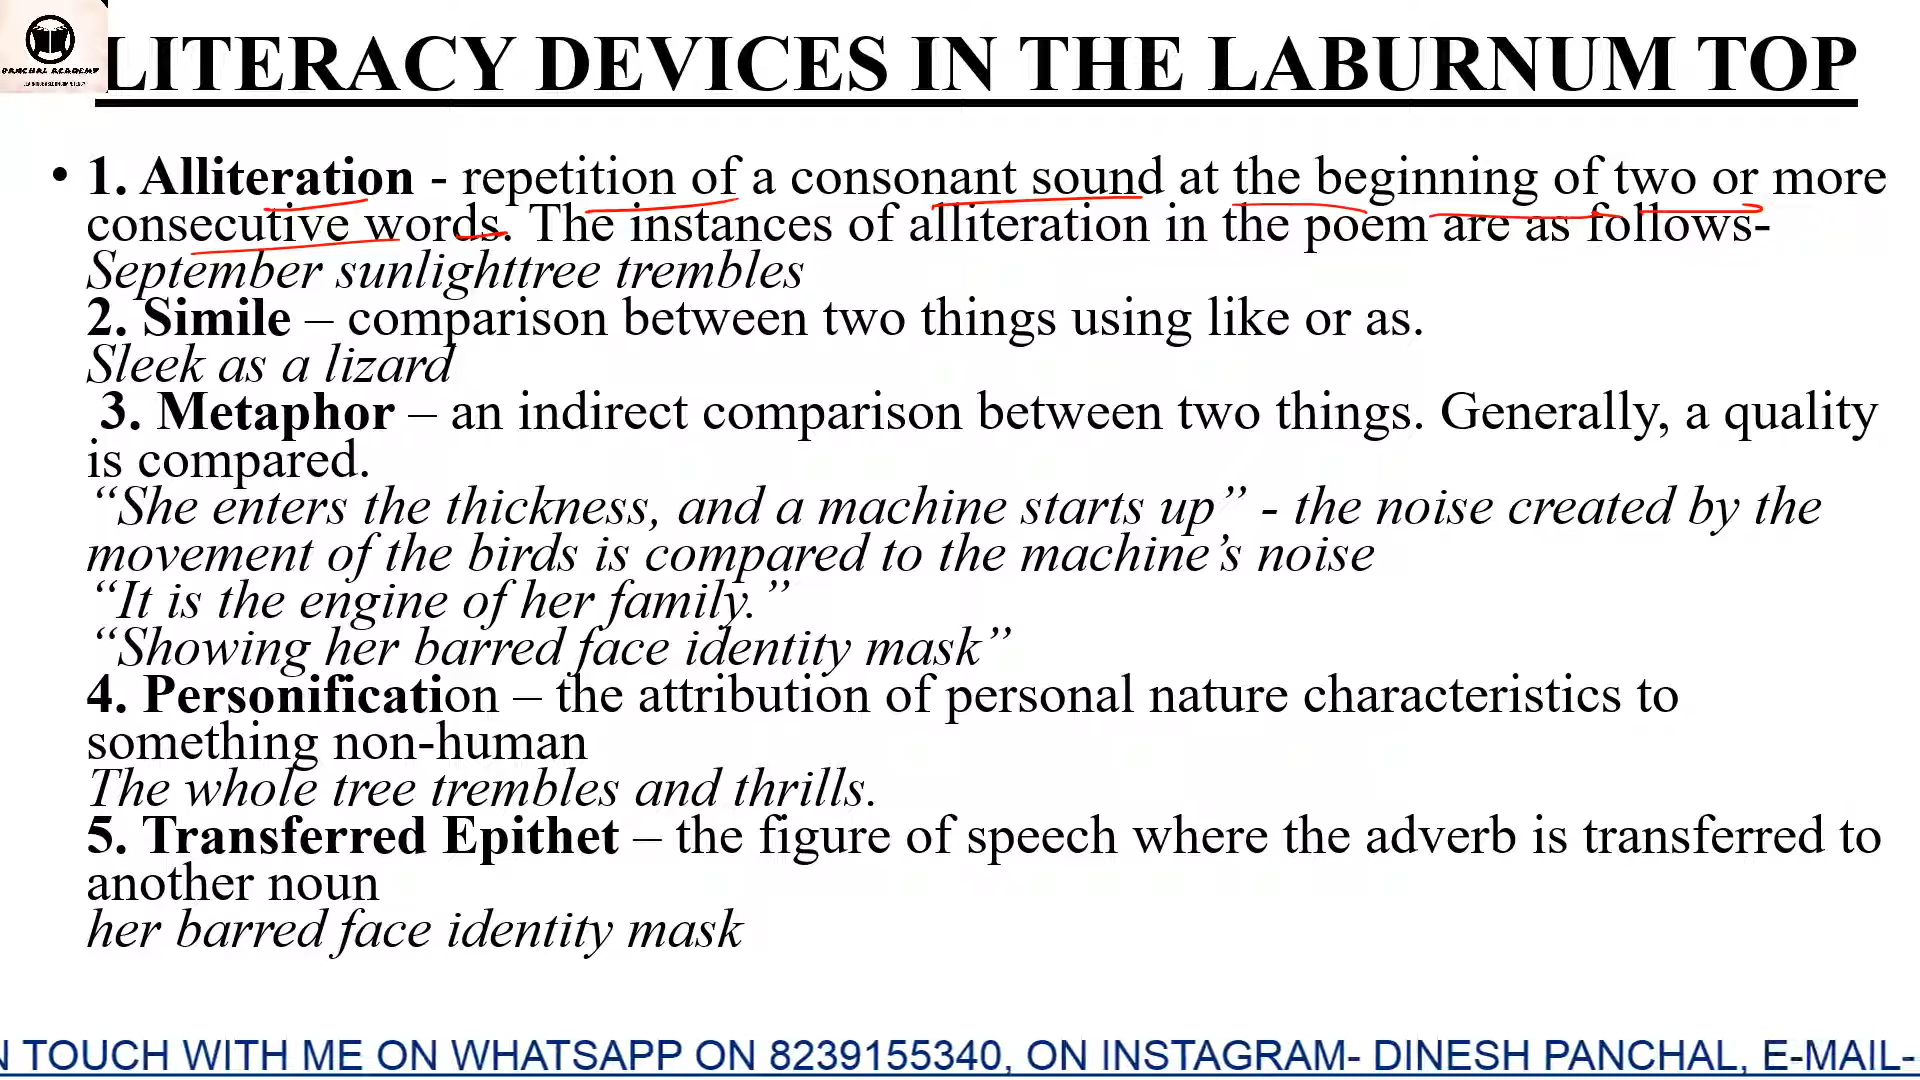 PANCHAL ACADEMY
LITERACY DEVICES IN THE LABURNUM TOP
• 1. Alliteration - repetition of a consonant sound at the beginning of two or more
consecutive words. The instances of alliteration in the poem are as follows-
September sunlighttree trembles
2. Simile – comparison between two things using like or as.
Sleek as a lizard
3. Metaphor – an indirect comparison between two things. Generally, a quality
is compared.
“She enters the thickness, and a machine starts up” - the noise created by the
movement of the birds is compared to the machine’s noise
“It is the engine of her family.”
“Showing her barred face identity mask”
4. Personification – the attribution of personal nature characteristics to
something non-human
The whole tree trembles and thrills.
5. Transferred Epithet – the figure of speech where the adverb is transferred to
another noun
her barred face identity mask
N TOUCH WITH ME ON WHATSAPP ON 8239155340, ON INSTAGRAM- DINESH PANCHAL, E-MAIL-